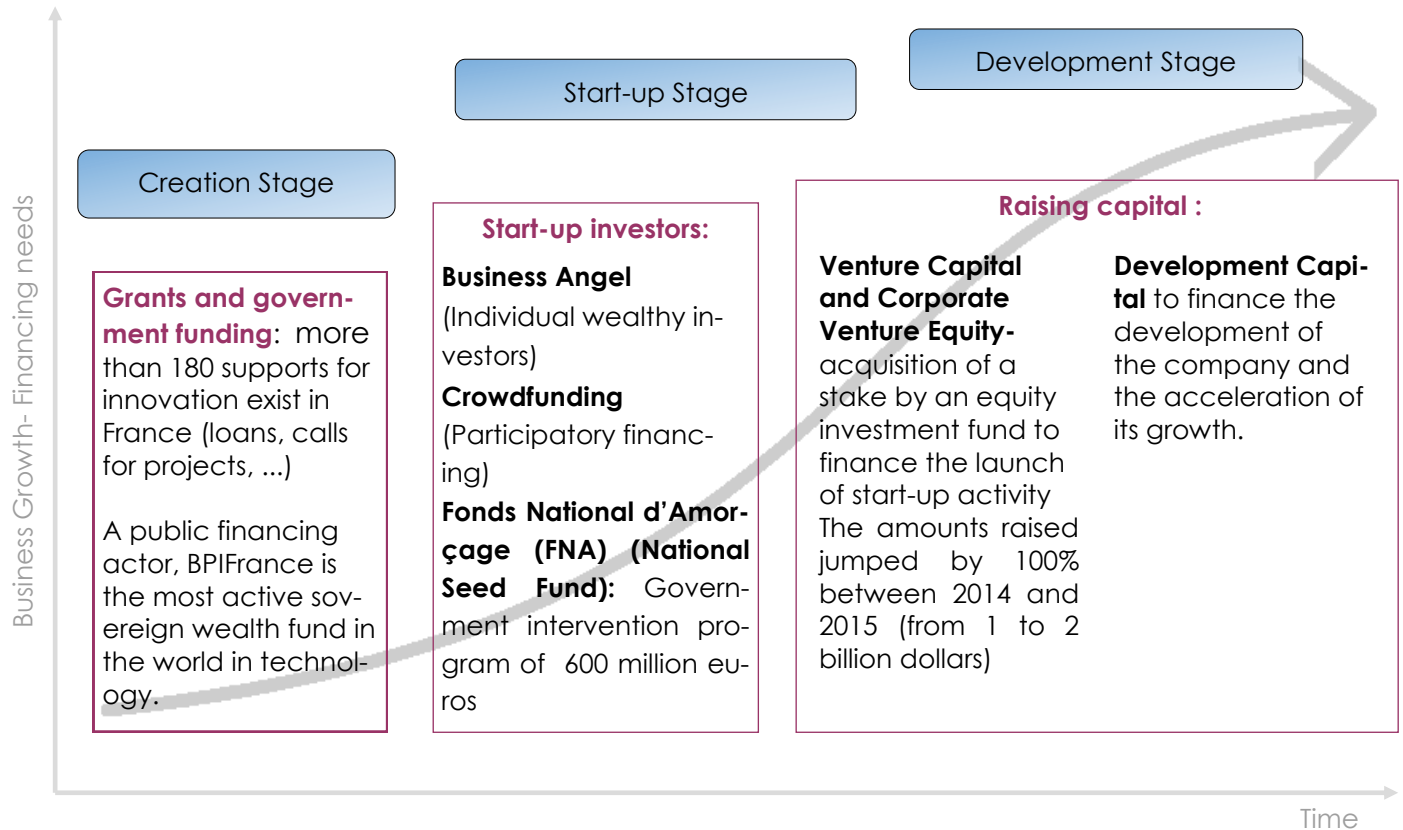 Business Growth- Financing needs
Creation Stage
Grants and govern-
ment funding: more
than 180 supports for
innovation exist in
France (loans, calls
for projects, ...)
A public financing
actor, BPIFrance is
the most active sov-
ereign wealth fund in
the world in technol-
ogy.
Start-up Stage
Start-up investors:
Business Angel
(Individual wealthy in-
vestors)
Crowdfunding
(Participatory financ-
ing)
Fonds National d’Amor-
çage (FNA) (National
Seed Fund): Govern-
ment intervention pro-
gram of 600 million eu-
ros
Development Stage
Raising capital :
Venture Capital
and Corporate
Venture Equity-
acquisition of a
stake by an equity
investment fund to
finance the launch
of start-up activity
The amounts raised
jumped by 100%
between 2014 and
2015 (from 1 to 2
billion dollars)
Development Capi-
tal to finance the
development of
the company and
the acceleration of
its growth.
Time